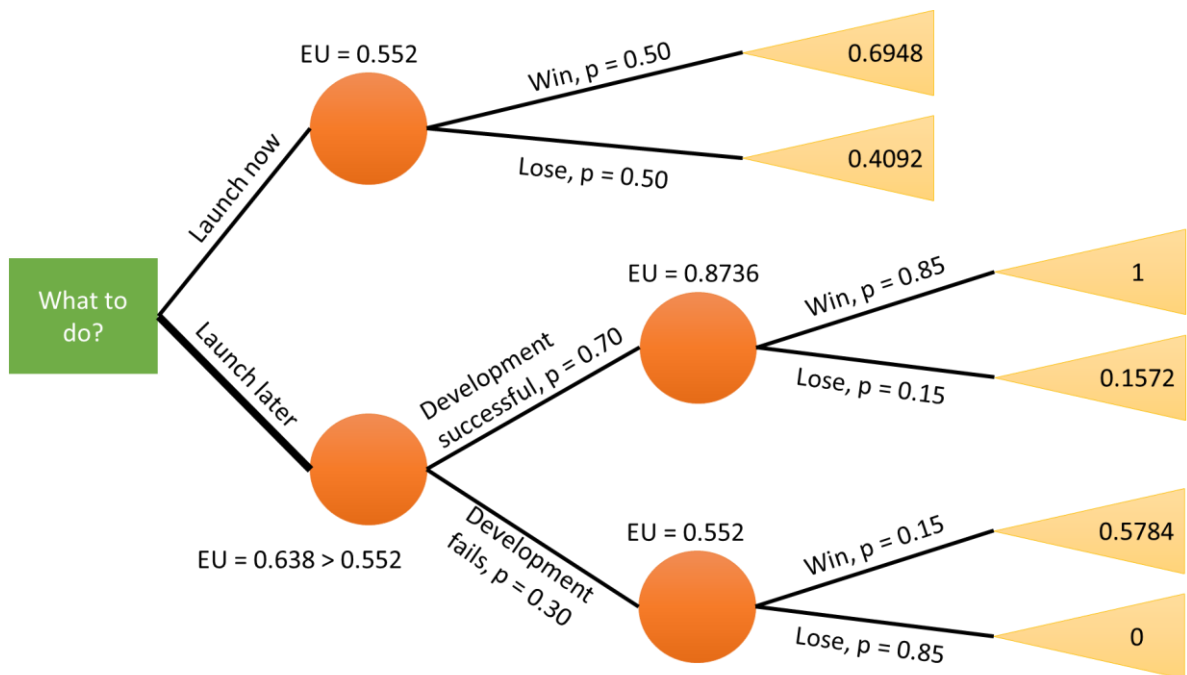 EU = 0.552
Win, p = 0.50
0.6948
Lose, p = 0.50
0.4092
Launch now
What to
do?
Launch later
EU = 0.638 > 0.552
Development
successful, p = 0.70
EU = 0.8736
Win, p = 0.85
1
Lose, p = 0.15
0.1572
Development
fails, p = 0.30
EU = 0.552
Win, p = 0.15
0.5784
Lose, p = 0.85
0